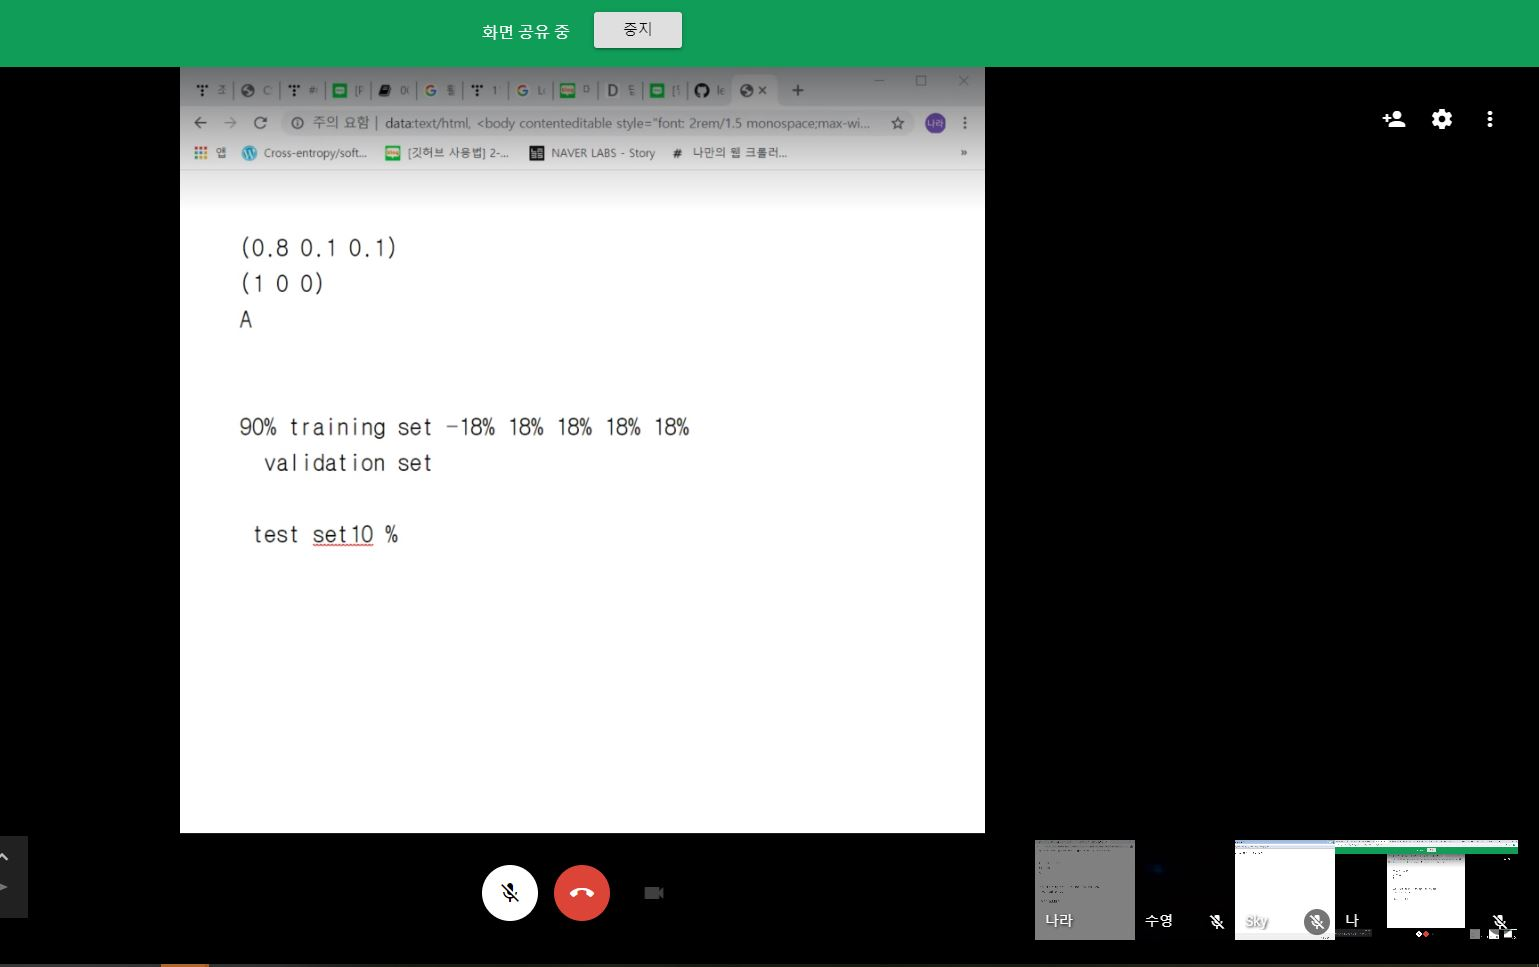 화면 공유 중
중지
주의 요함 | data:text/html, <body contenteditable style="font: 2rem/1.5 monospace;max-wi...
나라
앱 Cross-entropy/soft... [깃허브 사용법] 2-... NAVER LABS - Story # 나만의 웹 크롤러... »
(0.8 0.1 0.1)
(1 0 0)
A
90% training set -18% 18% 18% 18% 18%
validation set
test set10 %
나라
수영
Sky
나